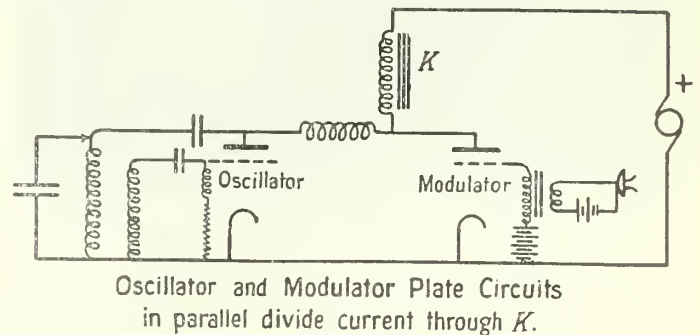 K
+
Oscillator
Modulator
Oscillator and Modulator Plate Circuits
in parallel divide current through K.